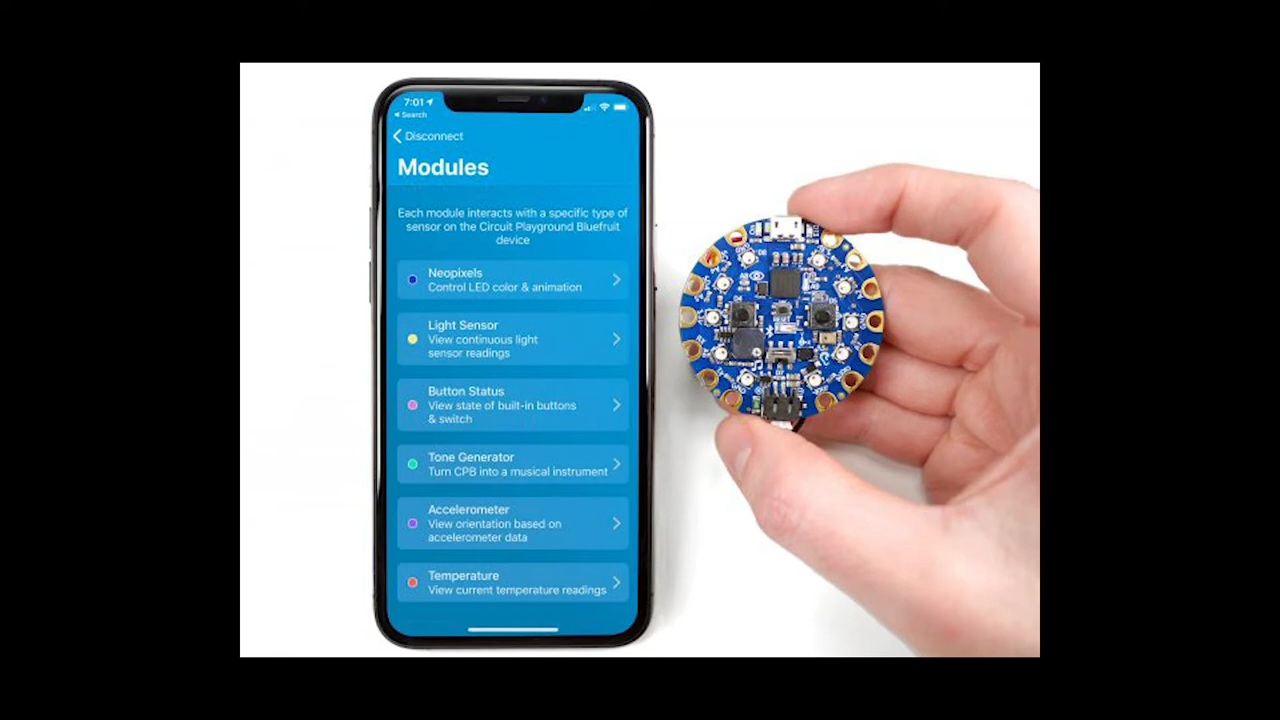 7:01
Search
Disconnect
Modules
Each module interacts with a specific type of
sensor on the Circuit Playground Bluefruit
device
Neopixels
Control LED color & animation
Light Sensor
View continuous light
sensor readings
Button Status
View state of built-in buttons
& switch
Tone Generator
Turn CPB into a musical instrument
Accelerometer
View orientation based on
accelerometer data
Temperature
View current temperature readings